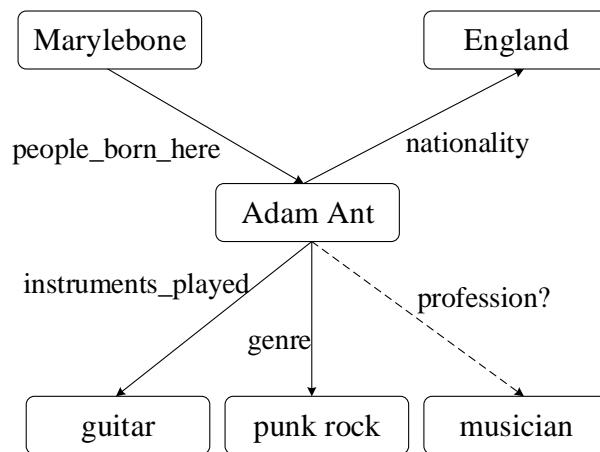 Marylebone
England
people_born_here
nationality
Adam Ant
instruments_played
profession?
genre
guitar
punk rock
musician